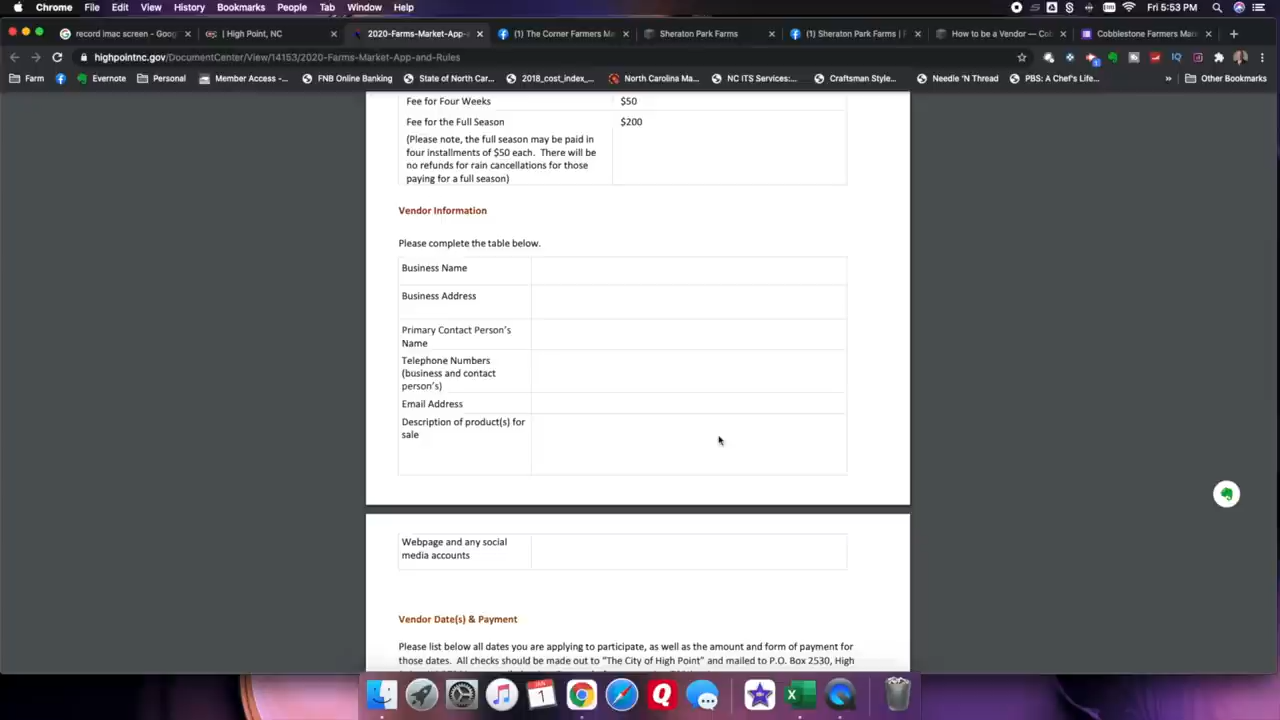 Chrome File Edit View History Bookmarks People Tab Window Help Fri 5:53 PM
record imac screen - Goog
| High Point, NC
2020-Farms-Market-App-
(1) The Corner Farmers Ma
Sheraton Park Farms
(1) Sheraton Park Farms |
How to be a Vendor — Cob
Cobblestone Farmers Mark
highpointnc.gov/DocumentCenter/View/14153/2020-Farms-Market-App-and-Rules
Farm Evernote Personal Member Access -... FNB Online Banking State of North Car... 2018_cost_index_... North Carolina Ma... NC ITS Services:... Craftsman Style... Needle 'N Thread PBS: A Chef's Life... » Other Bookmarks
Fee for Four Weeks $50
Fee for the Full Season $200
(Please note, the full season may be paid in
four installments of $50 each. There will be
no refunds for rain cancellations for those
paying for a full season)
Vendor Information
Please complete the table below.
Business Name
Business Address
Primary Contact Person's
Name
Telephone Numbers
(business and contact
person's)
Email Address
Description of product(s) for
sale
Webpage and any social
media accounts
Vendor Date(s) & Payment
Please list below all dates you are applying to participate, as well as the amount and form of payment for
those dates. All checks should be made out to "The City of High Point" and mailed to P.O. Box 2530, High
JAN
1